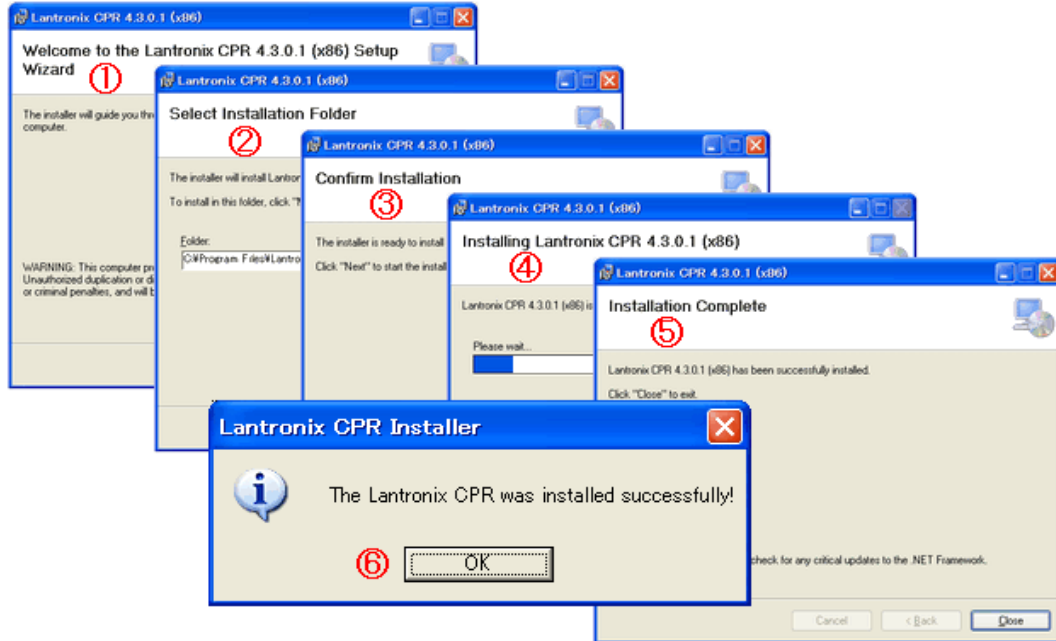 Lantronix CPR 4.3.0.1 (x86)
Welcome to the Lantronix CPR 4.3.0.1 (x86) Setup
Wizard
①
The installer will guide you
computer.
WARNING: This computer
Unauthorized duplication or
or criminal penalties, and will
Lantronix CPR 4.3.0.1 (x86)
Select Installation Folder
②
The installer will install
To install in this folder, click
Folder:
C:¥Program Files¥
Lantronix CPR 4.3.0.1 (x86)
Confirm Installation
③
The installer is ready to install
Click "Next" to start the
Lantronix CPR 4.3.0.1 (x86)
Installing Lantronix CPR 4.3.0.1 (x86)
④
Lantronix CPR 4.3.0.1 (x86) is
Please wait...
Lantronix CPR 4.3.0.1 (x86)
Installation Complete
⑤
Lantronix CPR 4.3.0.1 (x86) has been successfully installed.
Click "Close" to exit.
check for any critical updates to the .NET Framework.
Cancel
< Back
Close
Lantronix CPR Installer
The Lantronix CPR was installed successfully!
⑥
OK